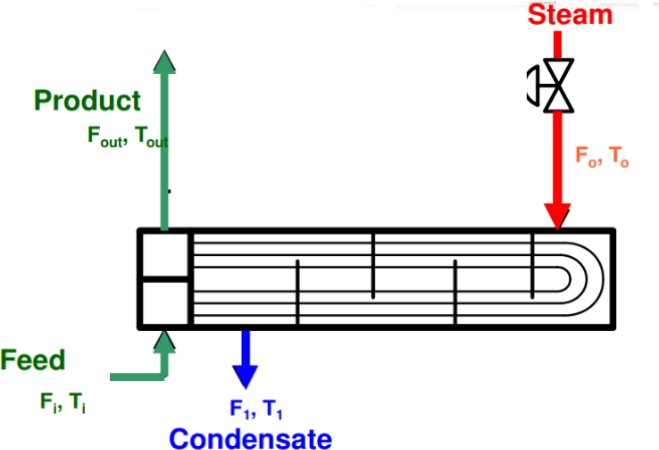 Steam
Product
Fout, Tout
Fo, To
Feed
Fi, Ti
F1, T1
Condensate